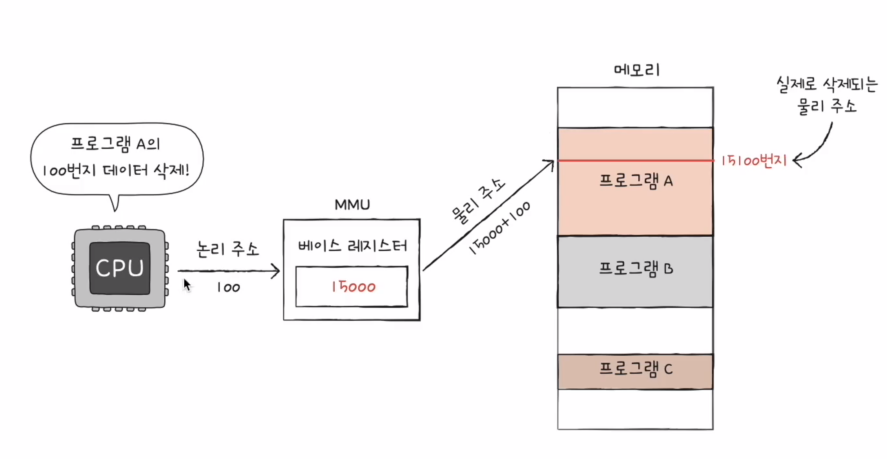 프로그램 A의
100번지 데이터 삭제!
CPU
논리 주소
100
MMU
베이스 레지스터
15000
물리 주소
15000+100
메모리
프로그램 A
프로그램 B
프로그램 C
15100번지
실제로 삭제되는
물리 주소